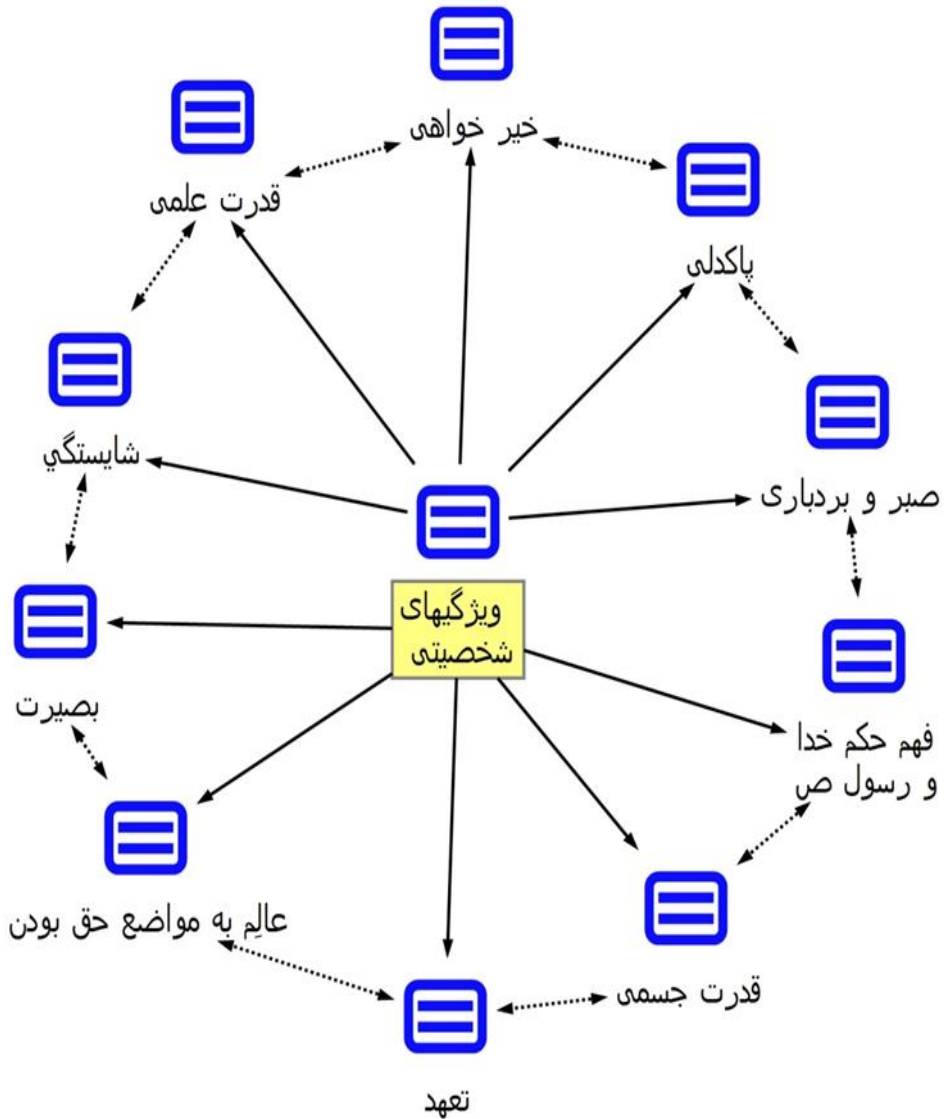 خیر خواهی
قدرت علمی
پاکدلی
شایستگي
صبر و بردباری
ویژگیهای
شخصیتی
بصیرت
فهم حکم خدا
و رسول ص
عالِم به مواضع حق بودن
قدرت جسمی
تعهد